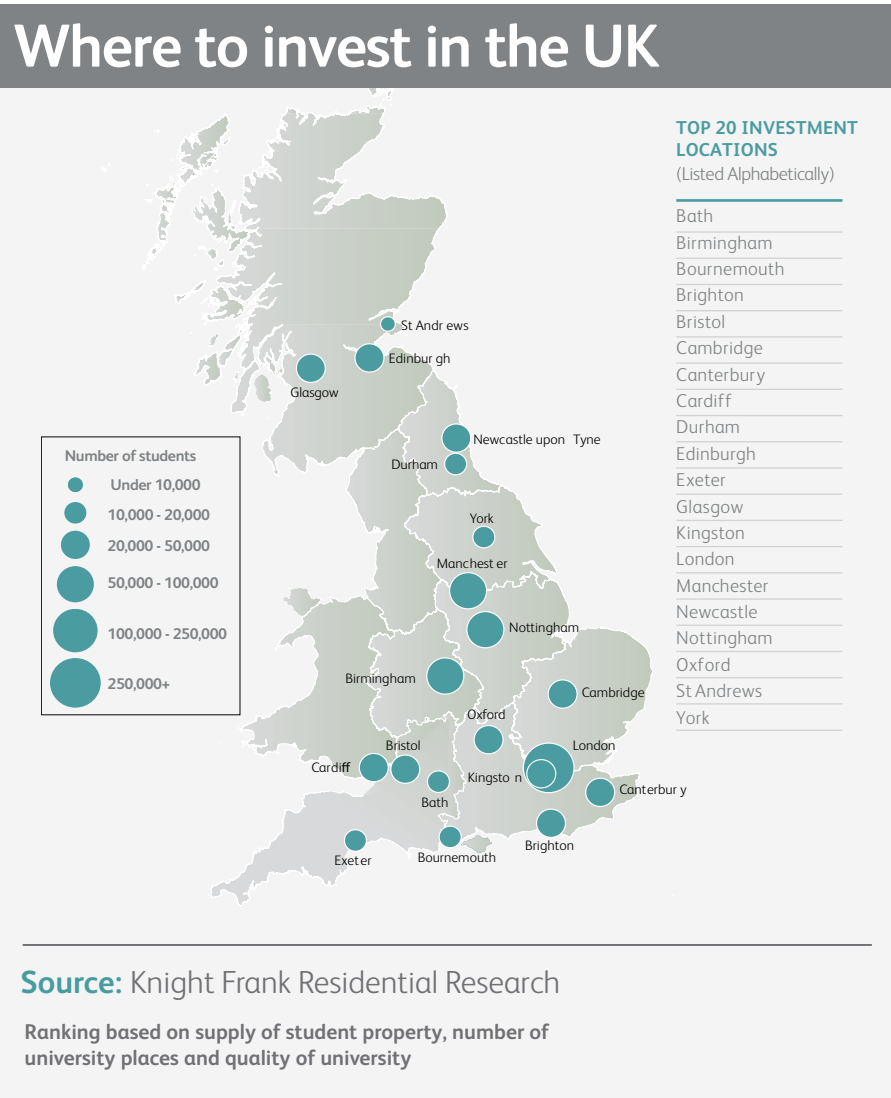 Where to invest in the UK
TOP 20 INVESTMENT
LOCATIONS
(Listed Alphabetically)
Bath
Birmingham
Bournemouth
Brighton
Bristol
Cambridge
Canterbury
Cardiff
Durham
Edinburgh
Exeter
Glasgow
Kingston
London
Manchester
Newcastle
Nottingham
Oxford
St Andrews
York
St Andr ews
Edinbur gh
Glasgow
Newcastle upon Tyne
Durham
York
Manchest er
Nottingham
Birmingham
Cambridge
Oxford
London
Bristol
Cardiff
Kingsto n
Bath
Canterbur y
Brighton
Exeter
Bournemouth
Number of students
Under 10,000
10,000 - 20,000
20,000 - 50,000
50,000 - 100,000
100,000 - 250,000
250,000+
Source: Knight Frank Residential Research
Ranking based on supply of student property, number of
university places and quality of university